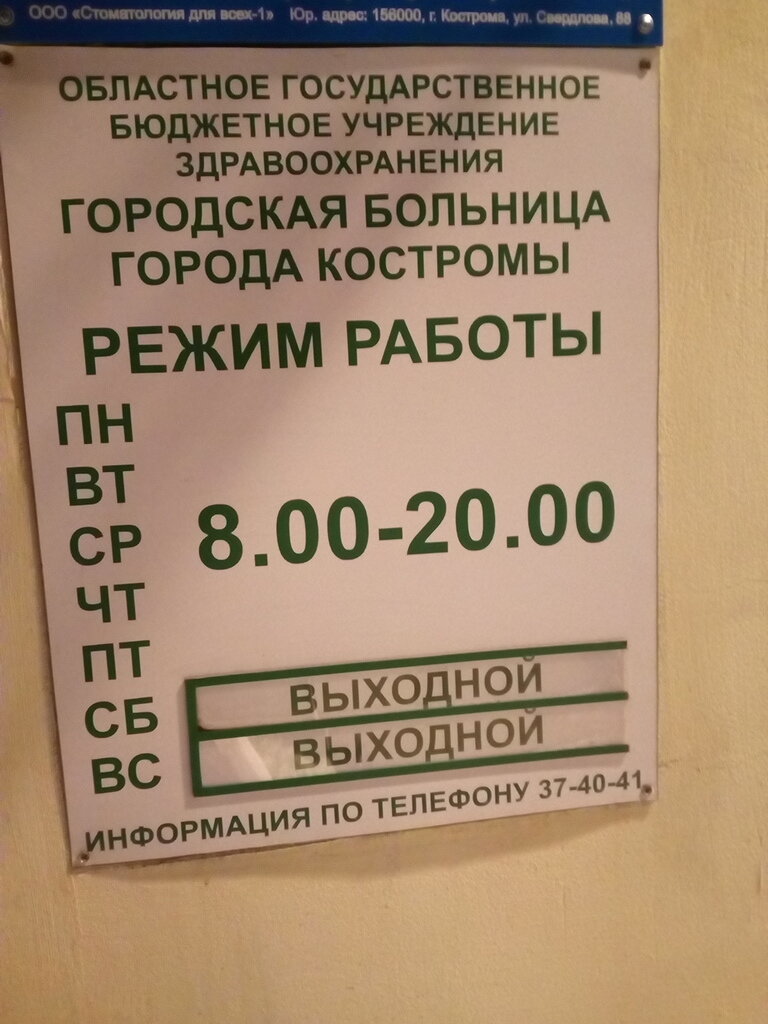 ООО «Стоматология для всех-1» Юр. адрес: 156000, г. Кострома, ул. Свердлова, 88
ОБЛАСТНОЕ ГОСУДАРСТВЕННОЕ
БЮДЖЕТНОЕ УЧРЕЖДЕНИЕ
ЗДРАВООХРАНЕНИЯ
ГОРОДСКАЯ БОЛЬНИЦА
ГОРОДА КОСТРОМЫ
РЕЖИМ РАБОТЫ
ПН
ВТ
СР 8.00-20.00
ЧТ
ПТ
СБ ВЫХОДНОЙ
ВС ВЫХОДНОЙ
ИНФОРМАЦИЯ ПО ТЕЛЕФОНУ 37-40-41